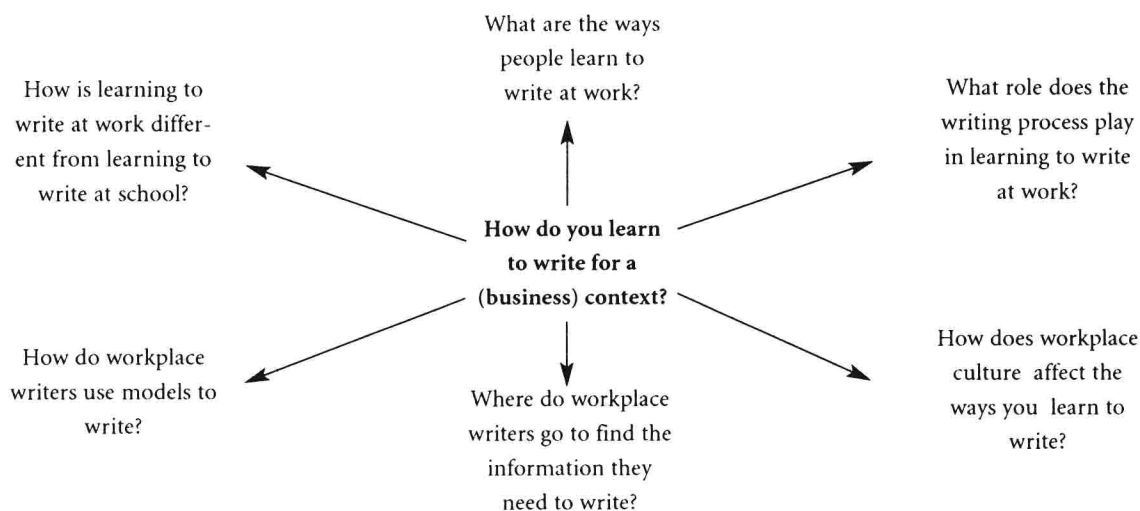 What are the ways
people learn to
write at work?
How is learning to
write at work differ-
ent from learning to
write at school?
What role does the
writing process play
in learning to write
at work?
How do you learn
to write for a
(business) context?
How do workplace
writers use models to
write?
Where do workplace
writers go to find the
information they
need to write?
How does workplace
culture affect the
ways you learn to
write?